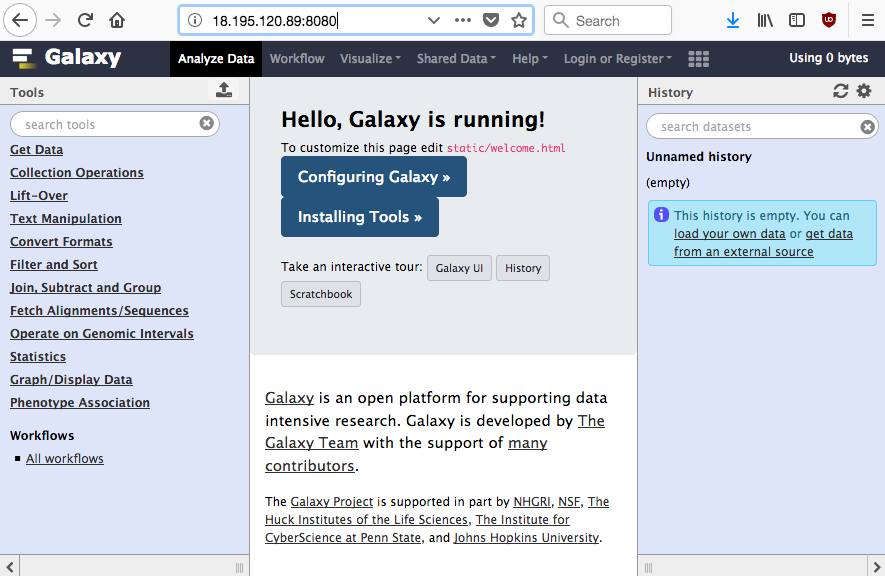 18.195.120.89:8080
Search
Galaxy
Analyze Data
Workflow
Visualize
Shared Data
Help
Login or Register
Using 0 bytes
Tools
search tools
Get Data
Collection Operations
Lift-Over
Text Manipulation
Convert Formats
Filter and Sort
Join, Subtract and Group
Fetch Alignments/Sequences
Operate on Genomic Intervals
Statistics
Graph/Display Data
Phenotype Association
Workflows
All workflows
Hello, Galaxy is running!
To customize this page edit static/welcome.html
Configuring Galaxy »
Installing Tools »
Take an interactive tour: Galaxy UI History
Scratchbook
Galaxy is an open platform for supporting data
intensive research. Galaxy is developed by The
Galaxy Team with the support of many
contributors.
The Galaxy Project is supported in part by NHGRI, NSF, The
Huck Institutes of the Life Sciences, The Institute for
CyberScience at Penn State, and Johns Hopkins University.
History
search datasets
Unnamed history
(empty)
This history is empty. You can
load your own data or get data
from an external source